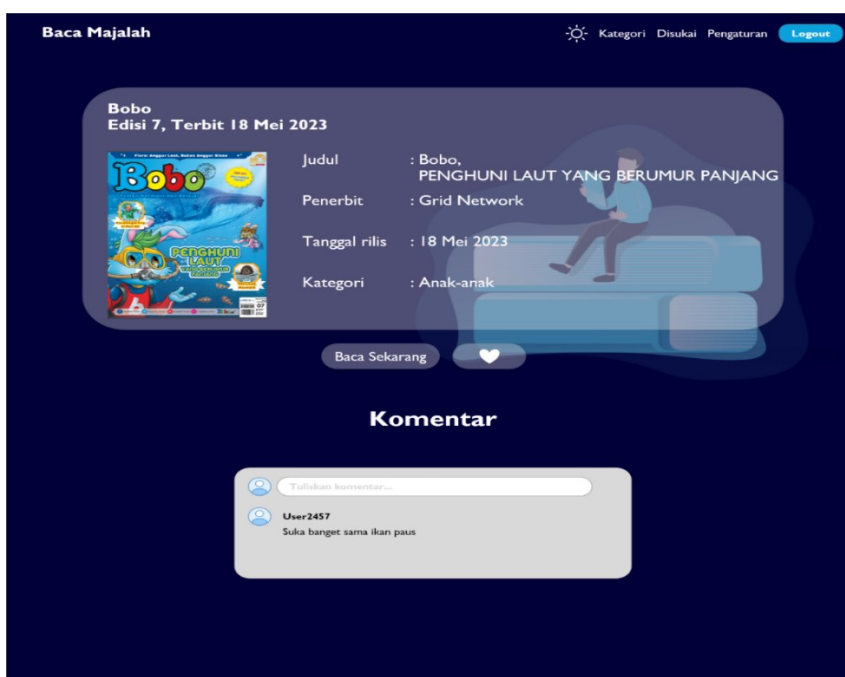 Baca Majalah
Kategori Disukai Pengaturan Logout
Bobo
Edisi 7, Terbit 18 Mei 2023
Bobo
PENGHUNI
LAUT
07
Judul : Bobo,
PENGHUNI LAUT YANG BERUMUR PANJANG
Penerbit : Grid Network
Tanggal rilis : 18 Mei 2023
Kategori : Anak-anak
Baca Sekarang
Komentar
Tuliskan komentar...
User2457
Suka banget sama ikan paus